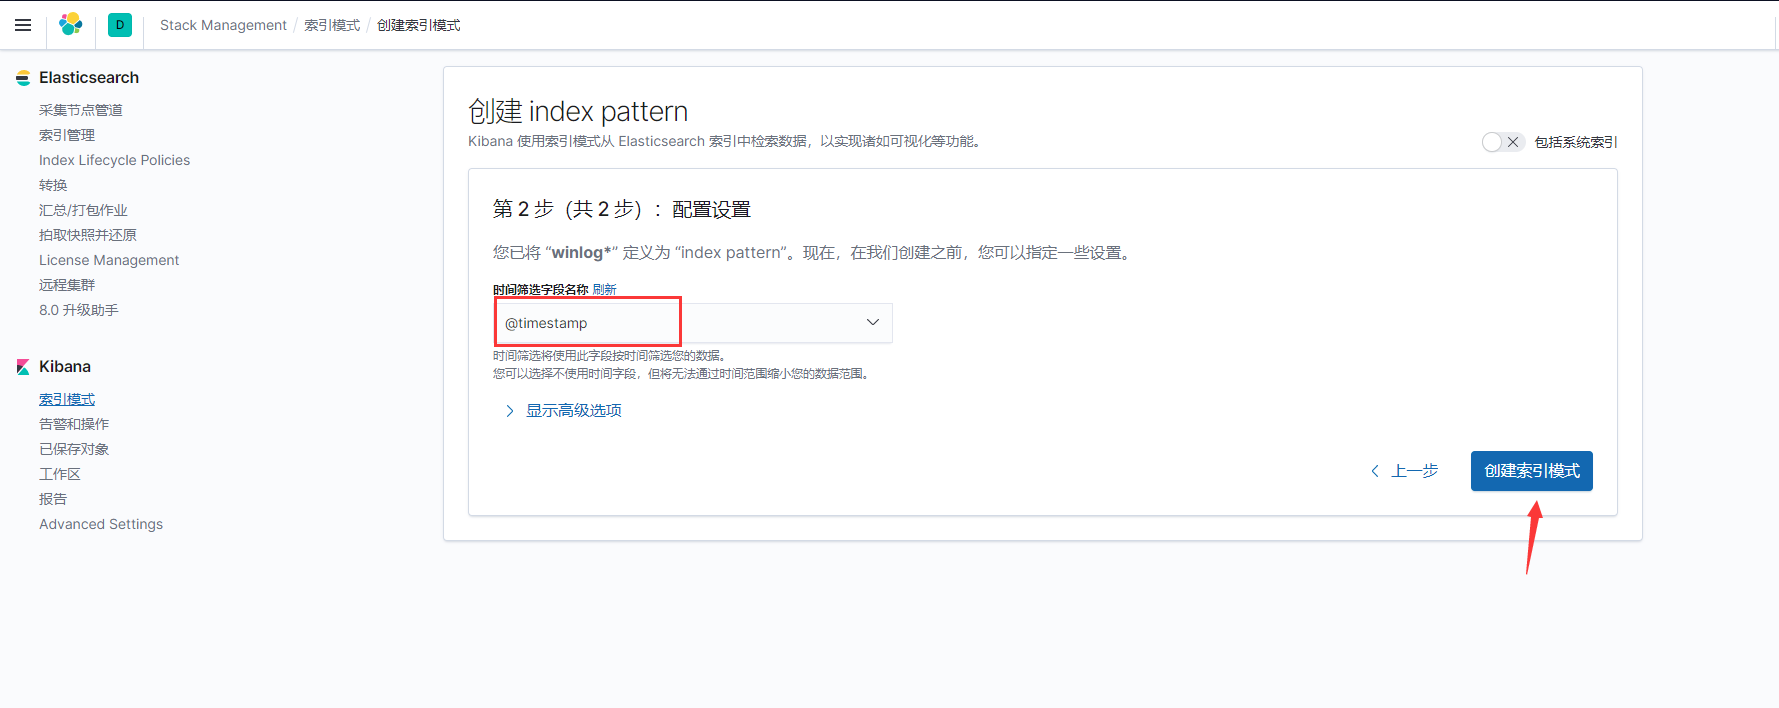 D Stack Management / 索引模式 / 创建索引模式
Elasticsearch
采集节点管道
索引管理
Index Lifecycle Policies
转换
汇总/打包作业
拍取快照并还原
License Management
远程集群
8.0 升级助手
Kibana
索引模式
告警和操作
已保存对象
工作区
报告
Advanced Settings
创建 index pattern
Kibana 使用索引模式从 Elasticsearch 索引中检索数据，以实现诸如可视化等功能。
包括系统索引
第 2 步（共 2 步）：配置设置
您已将 “winlog*” 定义为 “index pattern”。现在，在我们创建之前，您可以指定一些设置。
时间筛选字段名称 刷新
@timestamp
时间筛选将使用此字段按时间筛选您的数据。
您可以选择不使用时间字段，但将无法通过时间范围缩小您的数据范围。
显示高级选项
上一步
创建索引模式